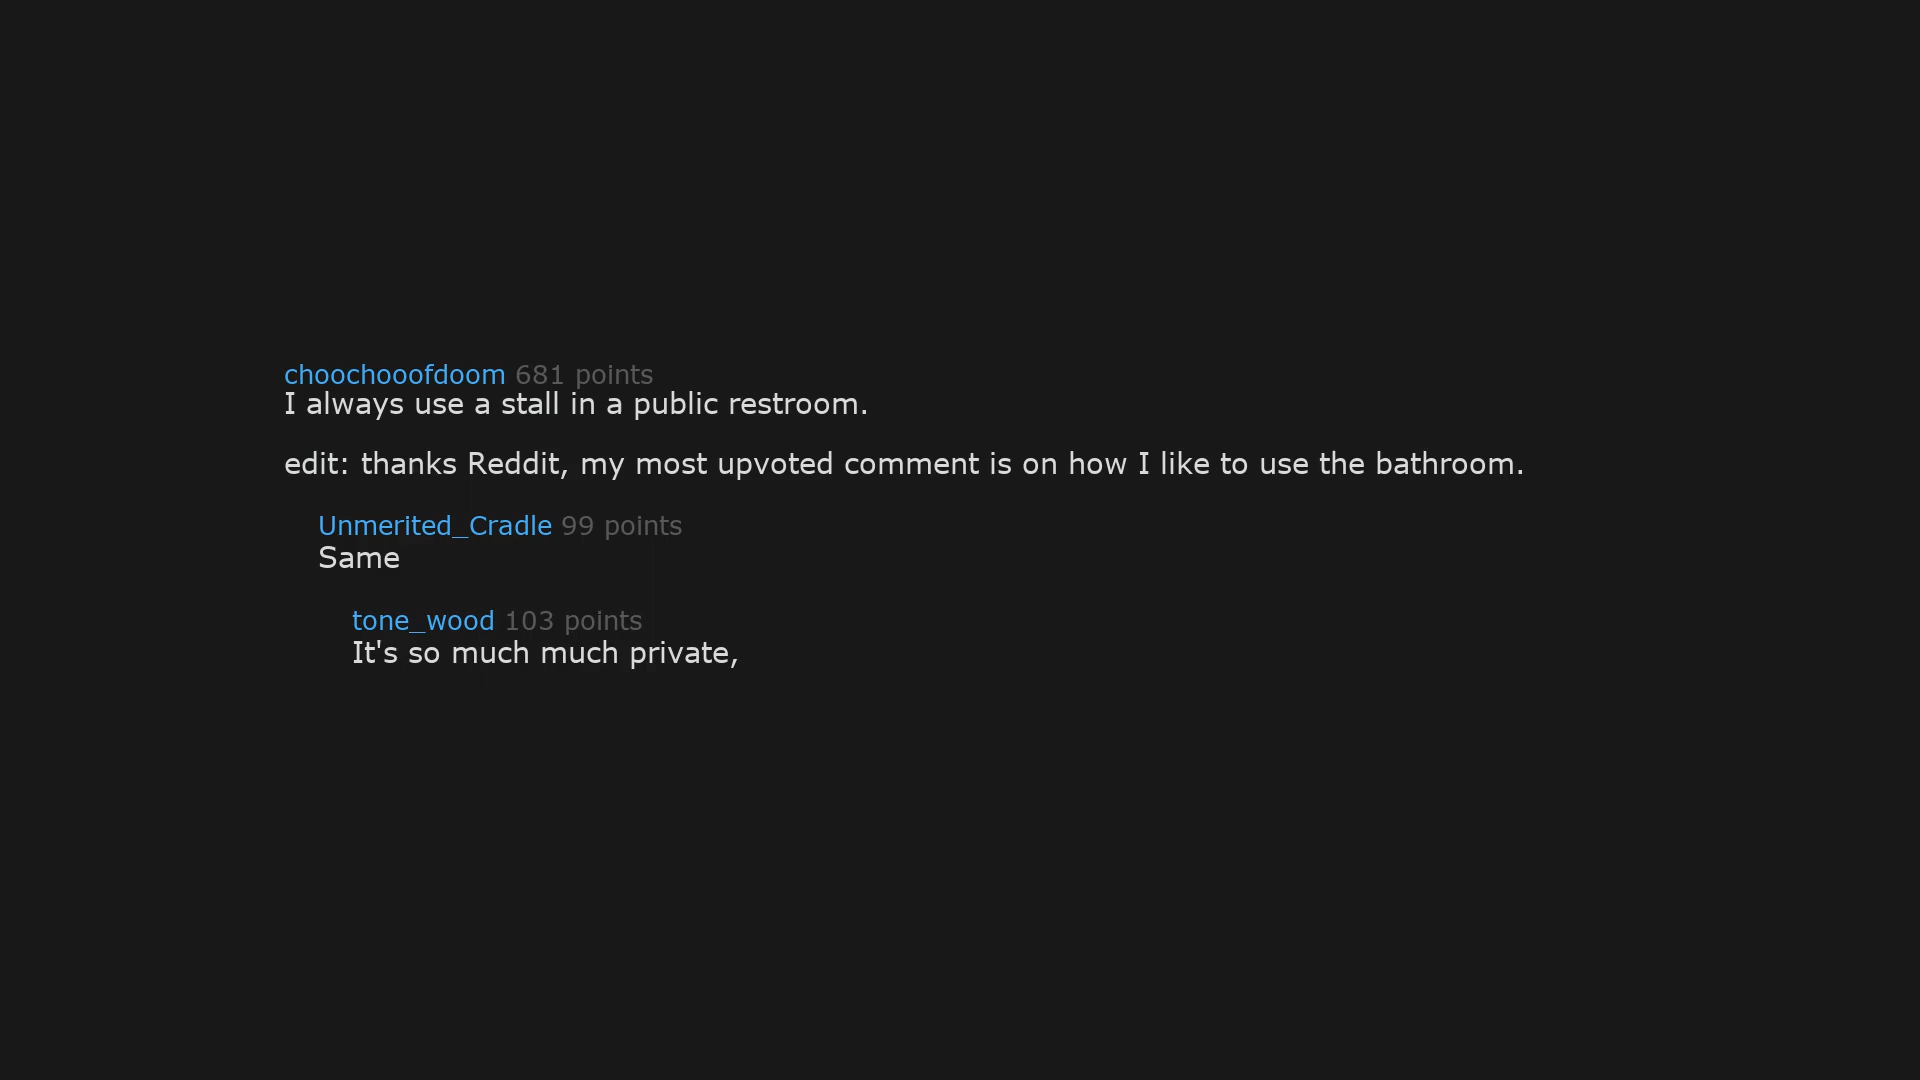 choochooofdoom 681 points
I always use a stall in a public restroom.
edit: thanks Reddit, my most upvoted comment is on how I like to use the bathroom.
Unmerited_Cradle 99 points
Same
tone_wood 103 points
It's so much much private,